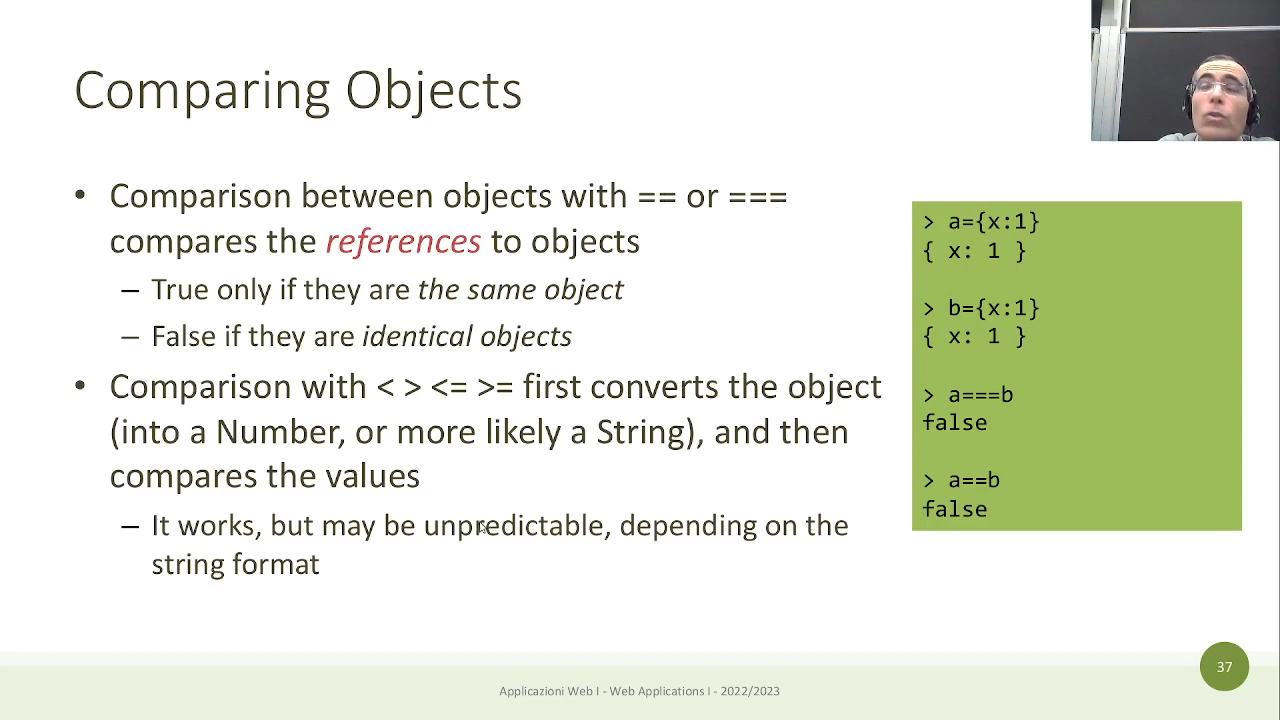 Comparing Objects
• Comparison between objects with == or ===
compares the references to objects
– True only if they are the same object
– False if they are identical objects
• Comparison with < > <= >= first converts the object
(into a Number, or more likely a String), and then
compares the values
– It works, but may be unpredictable, depending on the
string format
> a={x:1}
{ x: 1 }
> b={x:1}
{ x: 1 }
> a===b
false
> a==b
false
37
Applicazioni Web I - Web Applications I - 2022/2023